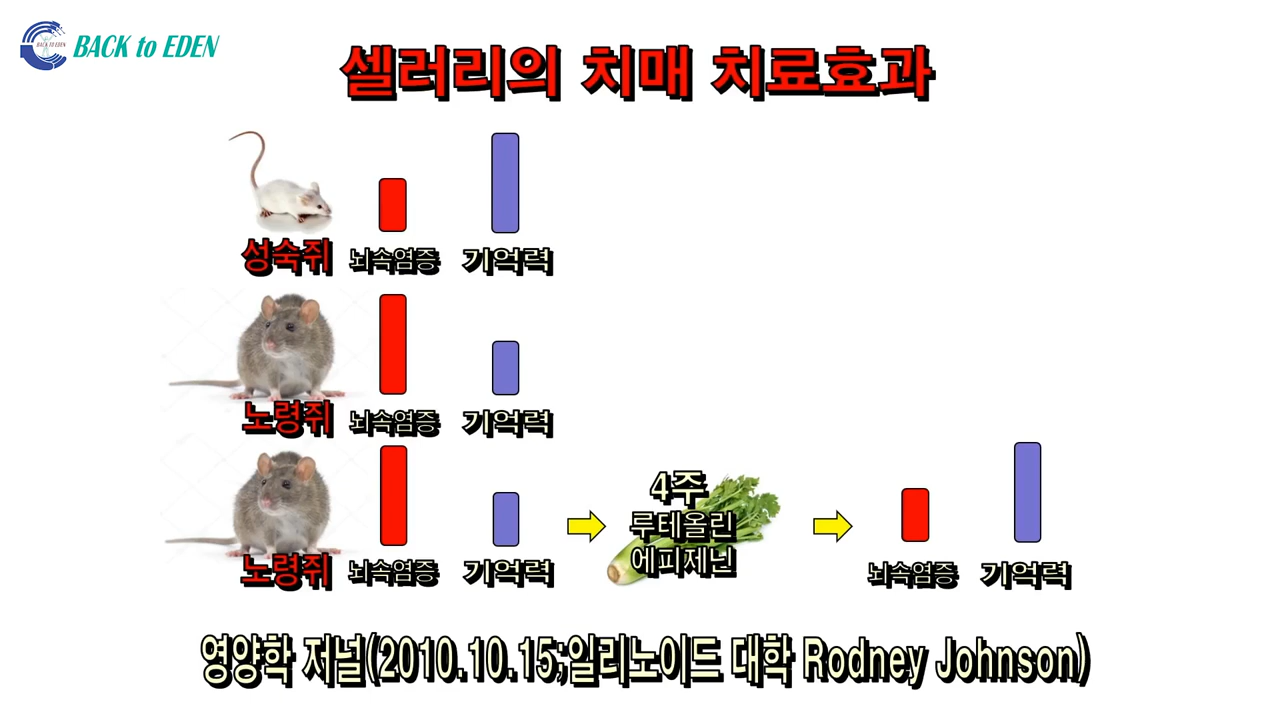 BACK to EDEN
BACK TO EDEN
셀러리의 치매 치료효과
성숙쥐 뇌속염증 기억력
노령쥐 뇌속염증 기억력
4주
루테올린
에피제닌
노령쥐 뇌속염증 기억력 뇌속염증 기억력
영양학 저널(2010.10.15;일리노이드 대학 Rodney Johnson)